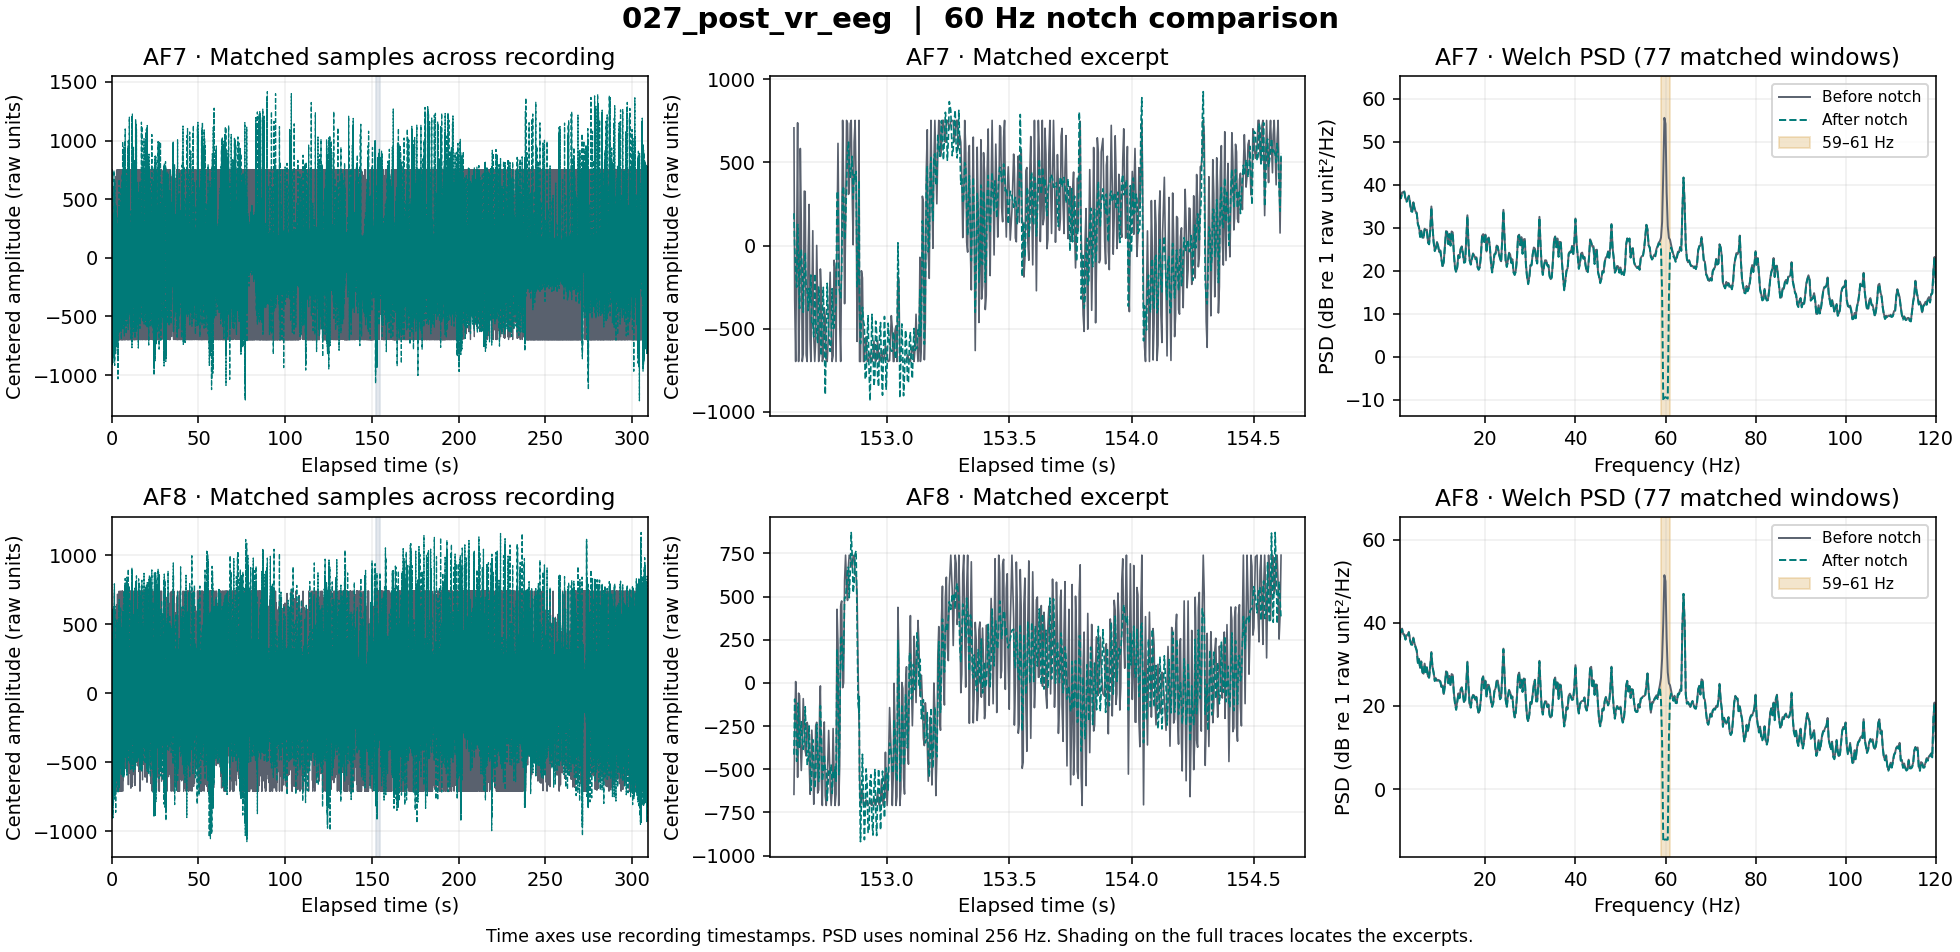 027_post_vr_eeg | 60 Hz notch comparison
AF7 · Matched samples across recording
Centered amplitude (raw units)
1500
1000
500
0
−500
−1000
0
50
100
150
200
250
300
Elapsed time (s)
AF7 · Matched excerpt
Centered amplitude (raw units)
1000
500
0
−500
−1000
153.0
153.5
154.0
154.5
Elapsed time (s)
AF7 · Welch PSD (77 matched windows)
PSD (dB re 1 raw unit²/Hz)
60
50
40
30
20
10
0
−10
Before notch
After notch
59–61 Hz
20
40
60
80
100
120
Frequency (Hz)
AF8 · Matched samples across recording
Centered amplitude (raw units)
1000
500
0
−500
−1000
0
50
100
150
200
250
300
Elapsed time (s)
AF8 · Matched excerpt
Centered amplitude (raw units)
750
500
250
0
−250
−500
−750
−1000
153.0
153.5
154.0
154.5
Elapsed time (s)
AF8 · Welch PSD (77 matched windows)
PSD (dB re 1 raw unit²/Hz)
60
40
20
0
Before notch
After notch
59–61 Hz
20
40
60
80
100
120
Frequency (Hz)
Time axes use recording timestamps. PSD uses nominal 256 Hz. Shading on the full traces locates the excerpts.